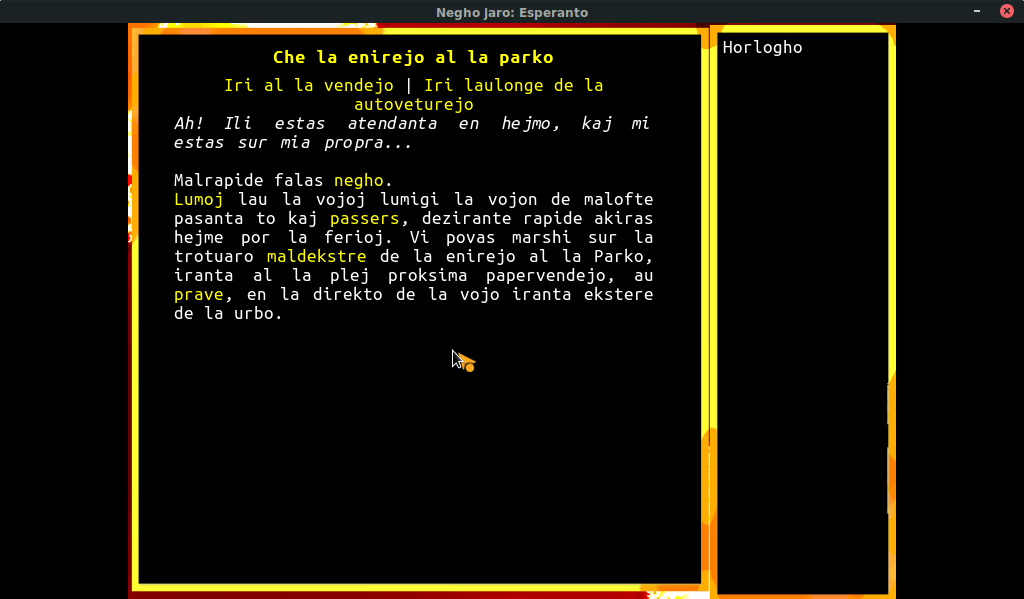 Negho Jaro: Esperanto
Che la enirejo al la parko
Iri al la vendejo | Iri laulonge de la
autoveturejo
Ah! Ili estas atendanta en hejmo, kaj mi
estas sur mia propra...
Malrapide falas negho.
Lumoj lau la vojoj lumigi la vojon de malofte
pasanta to kaj passers, dezirante rapide akiras
hejme por la ferioj. Vi povas marshi sur la
trotuaro maldekstre de la enirejo al la Parko,
iranta al la plej proksima papervendejo, au
prave, en la direkto de la vojo iranta ekstere
de la urbo.
Horlogho